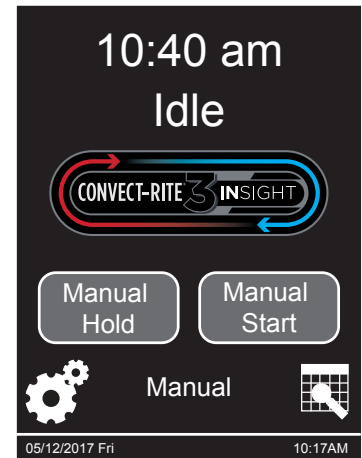 10:40 am
Idle
CONVECT-RITE 3 INSIGHT
Manual Hold
Manual Start
Manual
05/12/2017 Fri 10:17AM